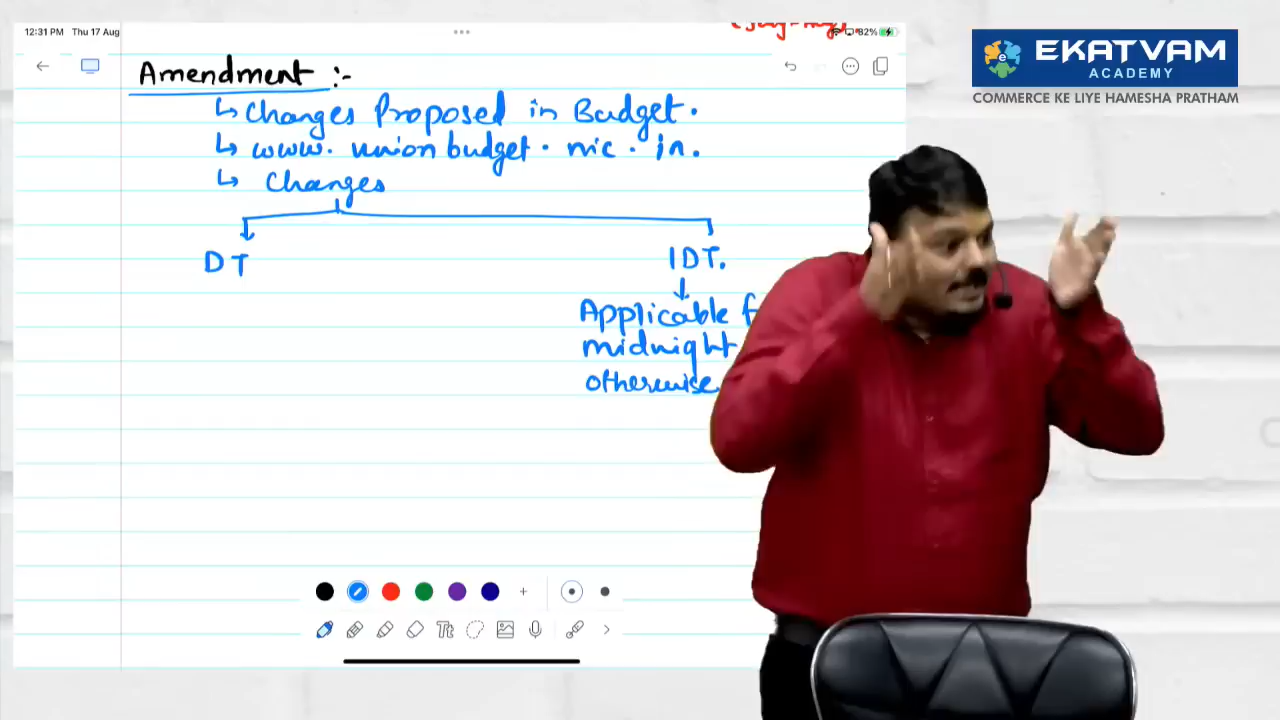 12:31 PM Thu 17 Aug
82%
EKATVAM
ACADEMY
COMMERCE KE LIYE HAMESHA PRATHAM
Amendment :-
↳ Changes Proposed in Budget.
↳ www. union budget. nic. in.
↳ Changes
DT
IDT.
Applicable f
midnight
otherwise
Tt